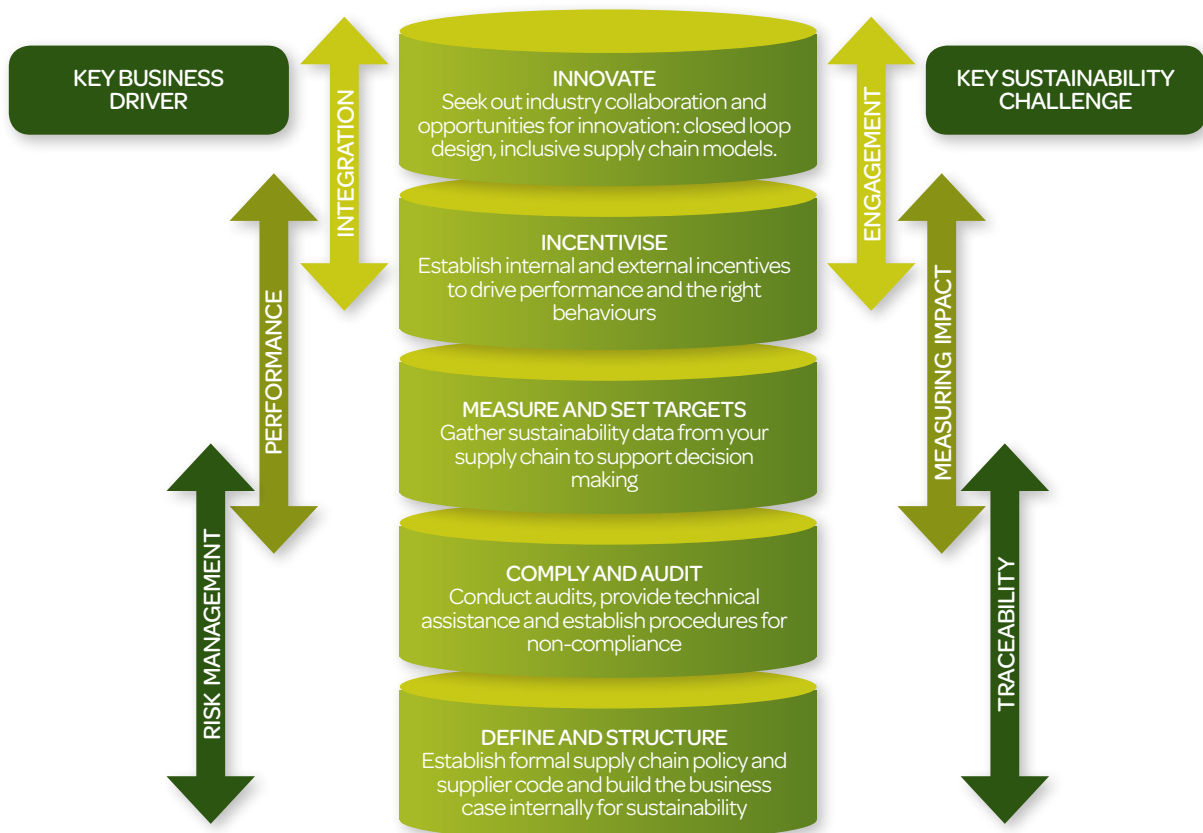 KEY BUSINESS
DRIVER
INTEGRATION
PERFORMANCE
RISK MANAGEMENT
INNOVATE
Seek out industry collaboration and
opportunities for innovation: closed loop
design, inclusive supply chain models.
INCENTIVISE
Establish internal and external incentives
to drive performance and the right
behaviours
MEASURE AND SET TARGETS
Gather sustainability data from your
supply chain to support decision
making
COMPLY AND AUDIT
Conduct audits, provide technical
assistance and establish procedures for
non-compliance
DEFINE AND STRUCTURE
Establish formal supply chain policy and
supplier code and build the business
case internally for sustainability
KEY SUSTAINABILITY
CHALLENGE
ENGAGEMENT
MEASURING IMPACT
TRACEABILITY